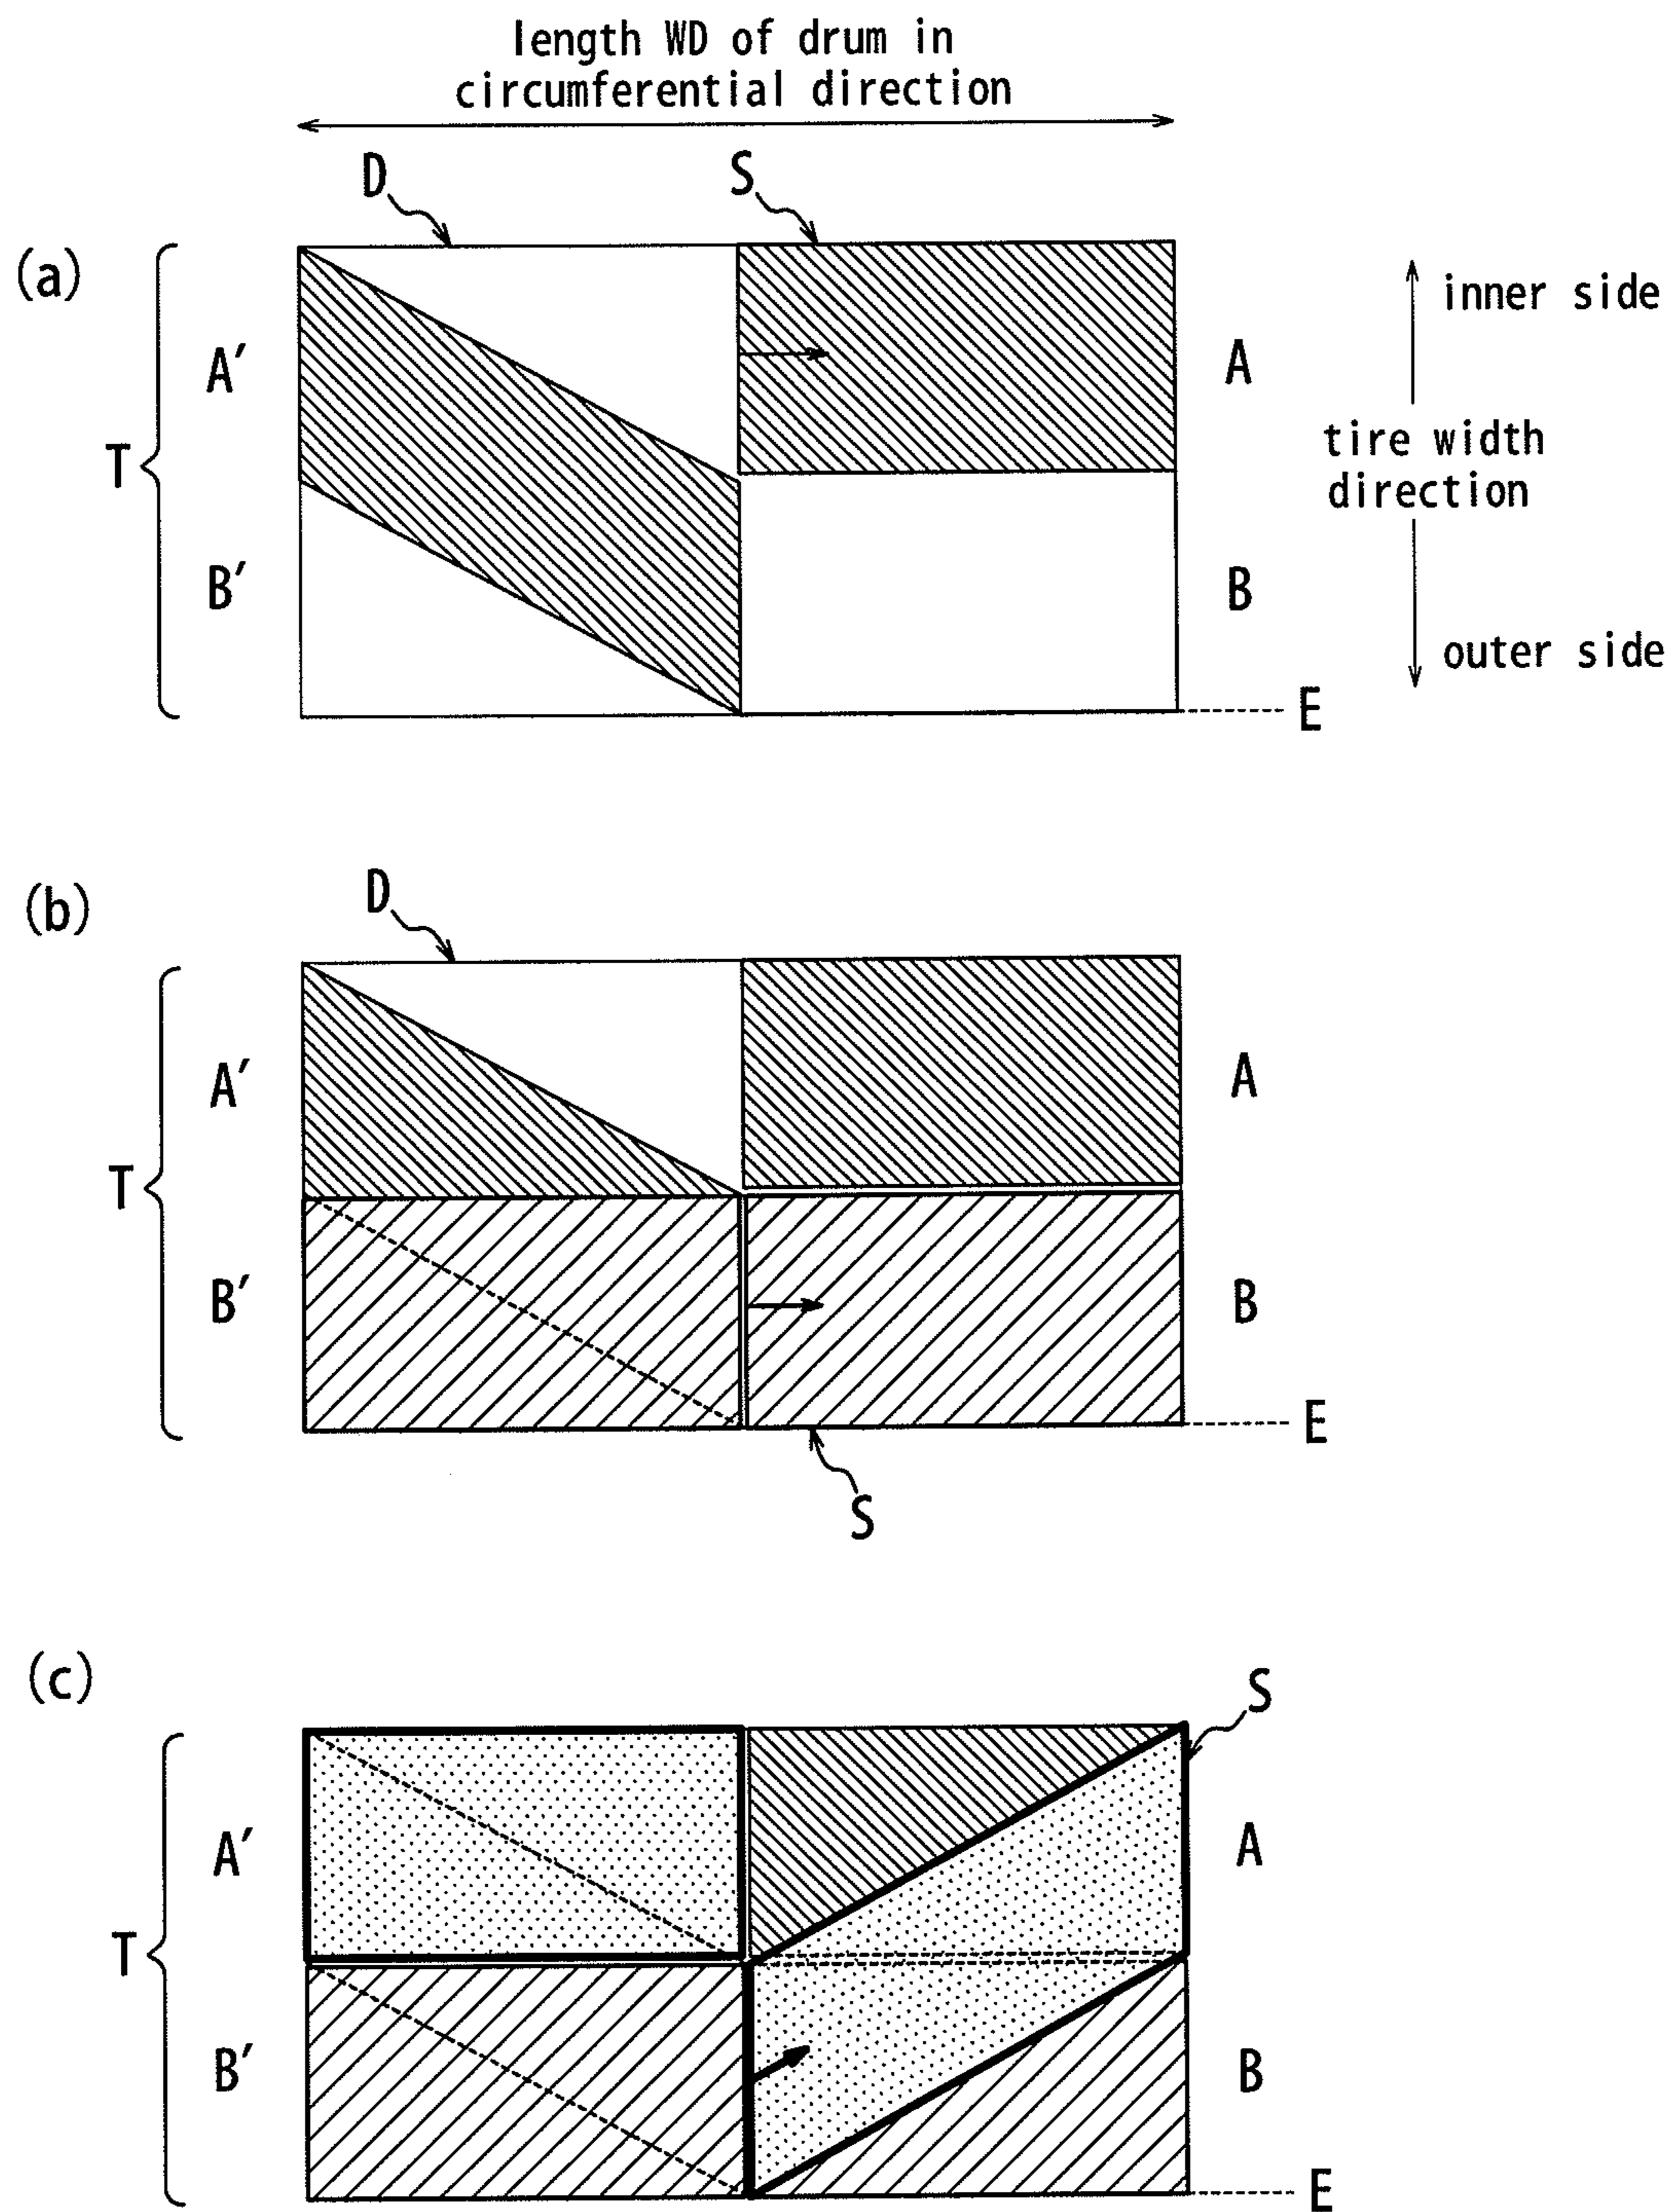 length WD of drum in
circumferential direction
D
S
(a)
inner side
A′
A
T
tire width
direction
B′
B
outer side
E
D
(b)
A′
A
T
B′
B
E
S
(c)
S
A′
A
T
B′
B
E